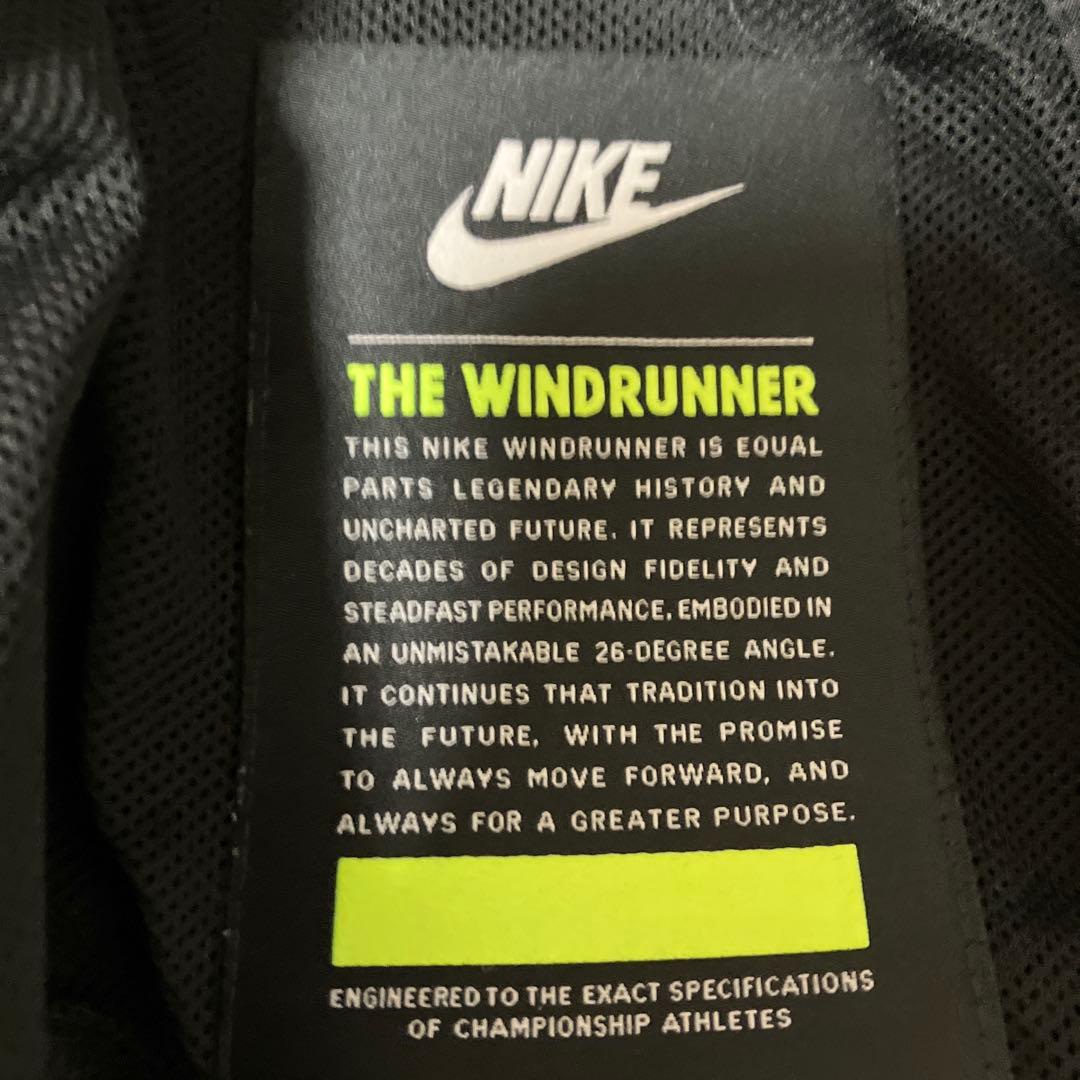 NIKE
THE WINDRUNNER
THIS NIKE WINDRUNNER IS EQUAL
PARTS LEGENDARY HISTORY AND
UNCHARTED FUTURE. IT REPRESENTS
DECADES OF DESIGN FIDELITY AND
STEADFAST PERFORMANCE, EMBODIED IN
AN UNMISTAKABLE 26-DEGREE ANGLE.
IT CONTINUES THAT TRADITION INTO
THE FUTURE, WITH THE PROMISE
TO ALWAYS MOVE FORWARD, AND
ALWAYS FOR A GREATER PURPOSE.
ENGINEERED TO THE EXACT SPECIFICATIONS
OF CHAMPIONSHIP ATHLETES